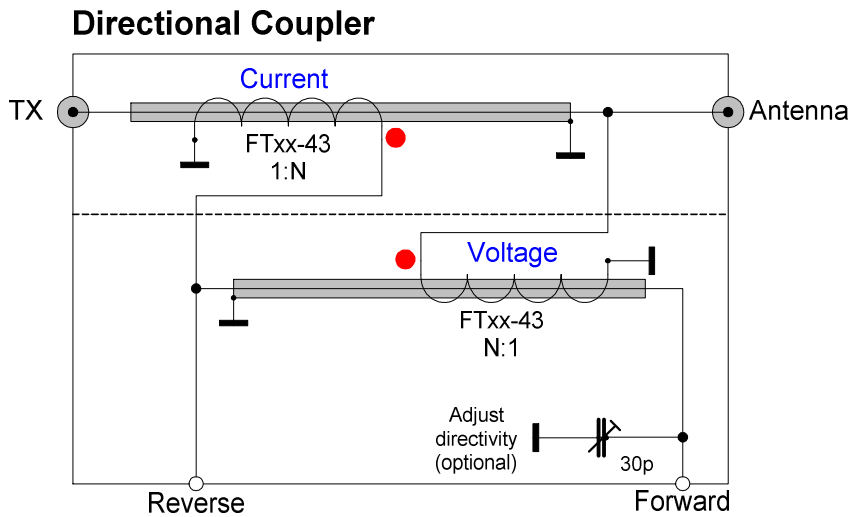 Directional Coupler
Current
TX
Antenna
FTxx-43
1:N
Voltage
FTxx-43
N:1
Adjust
directivity
(optional)
30p
Reverse
Forward